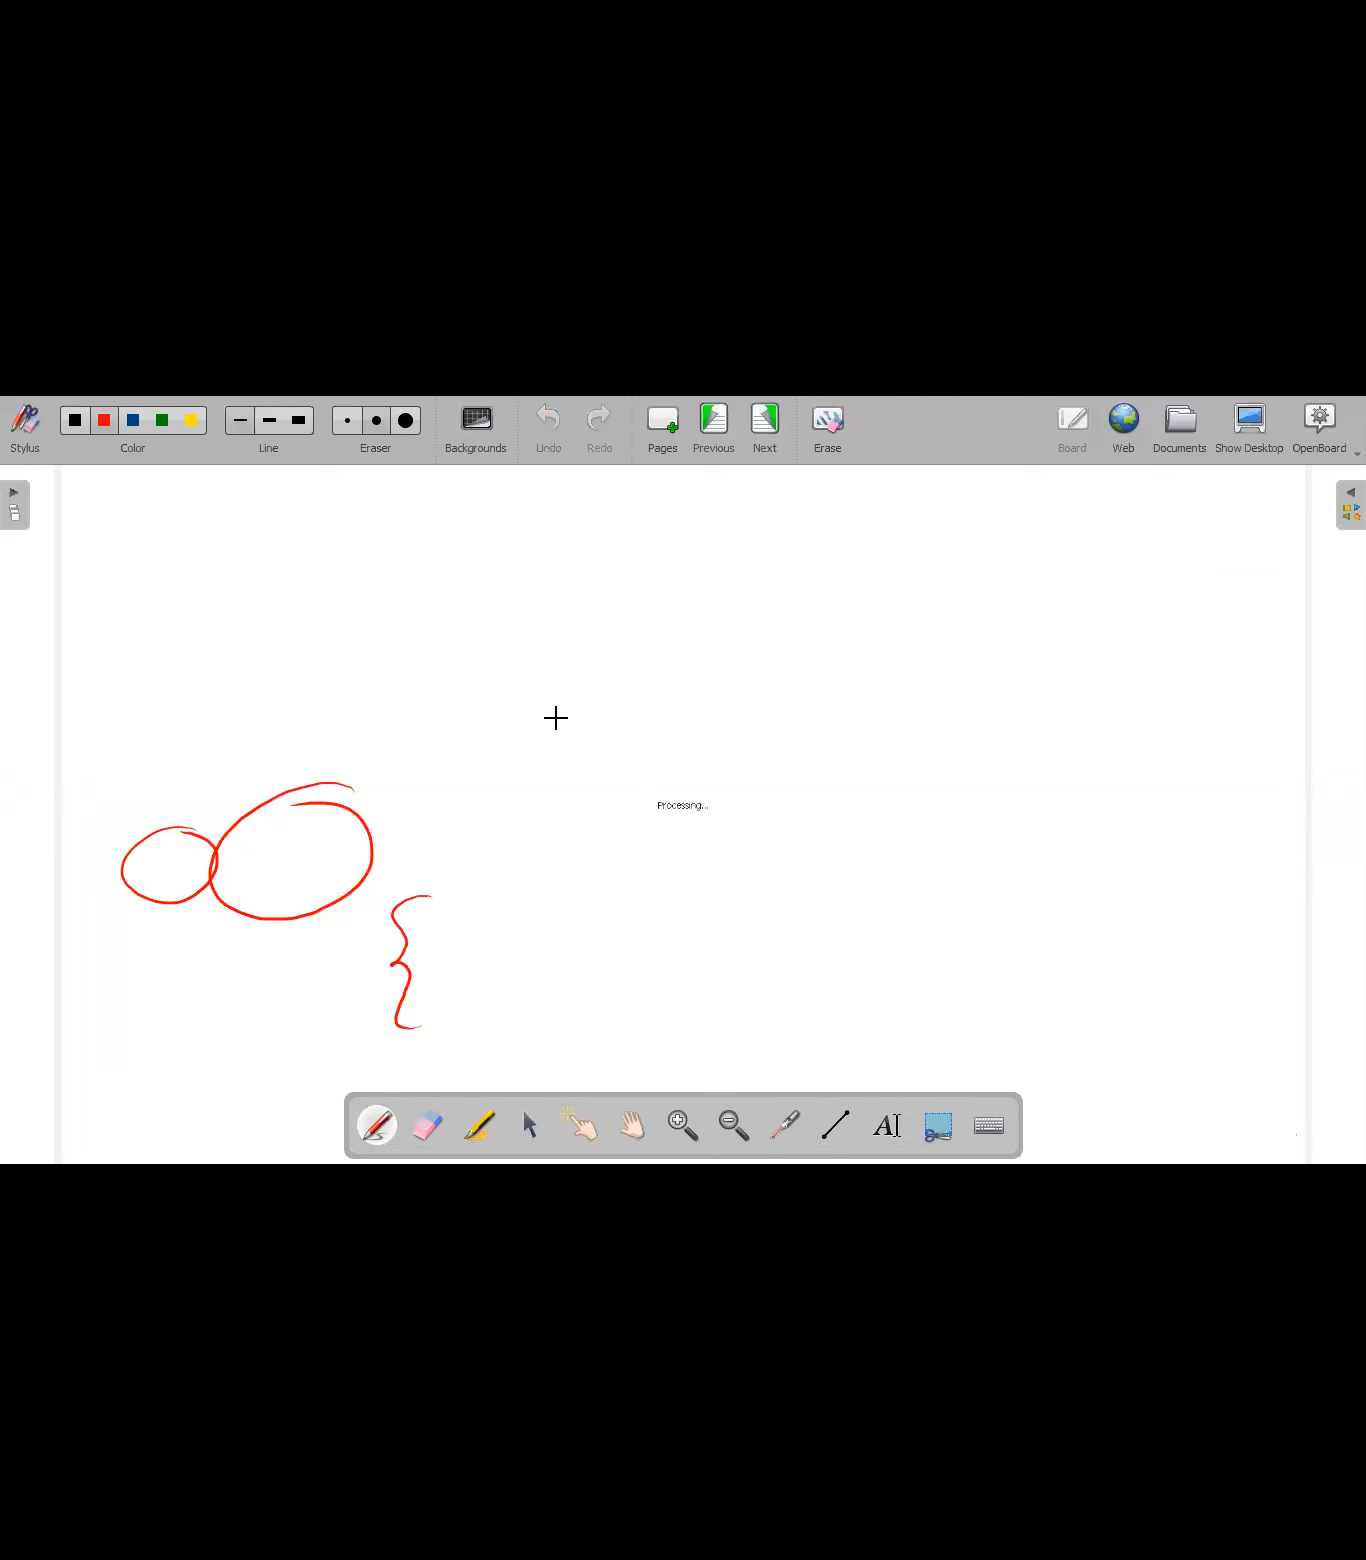 Stylus Color Line Eraser Backgrounds Undo Redo Pages Previous Next Erase Board Web Documents Show Desktop OpenBoard
Processing...
{
A